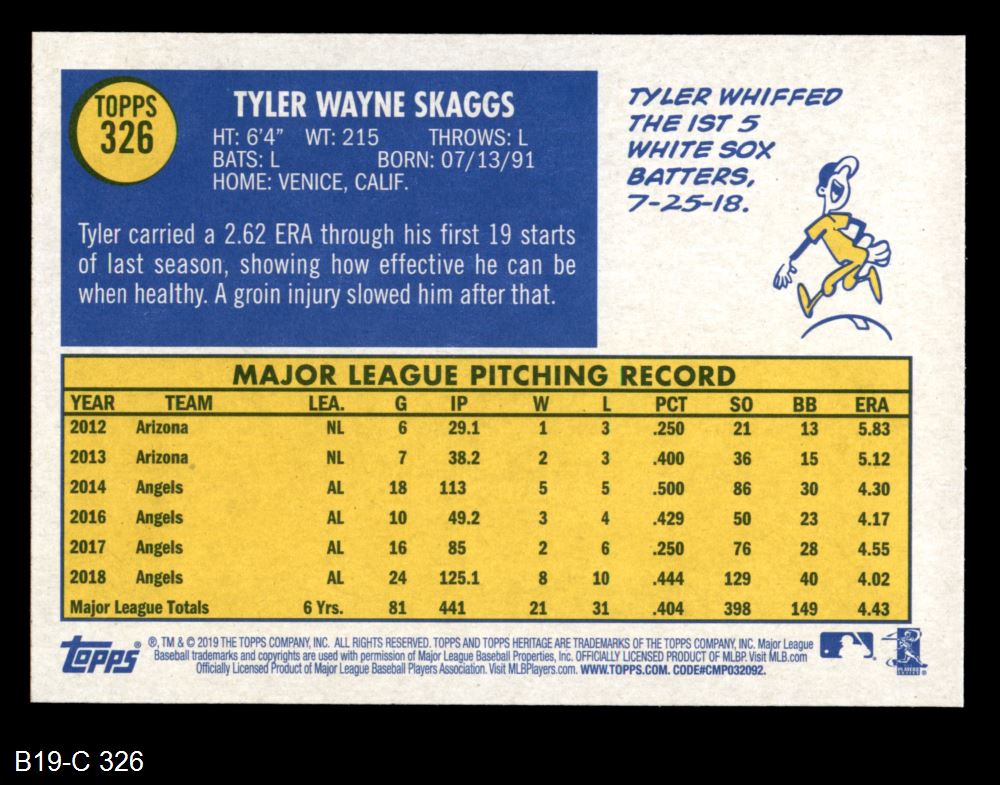 TOPPS
326
TYLER WAYNE SKAGGS
HT: 6'4" WT: 215 THROWS: L
BATS: L BORN: 07/13/91
HOME: VENICE, CALIF.
Tyler carried a 2.62 ERA through his first 19 starts
of last season, showing how effective he can be
when healthy. A groin injury slowed him after that.
TYLER WHIFFED
THE 1ST 5
WHITE SOX
BATTERS,
7-25-18.
MAJOR LEAGUE PITCHING RECORD
YEAR TEAM LEA. G IP W L PCT SO BB ERA
2012 Arizona NL 6 29.1 1 3 .250 21 13 5.83
2013 Arizona NL 7 38.2 2 3 .400 36 15 5.12
2014 Angels AL 18 113 5 5 .500 86 30 4.30
2016 Angels AL 10 49.2 3 4 .429 50 23 4.17
2017 Angels AL 16 85 2 6 .250 76 28 4.55
2018 Angels AL 24 125.1 8 10 .444 129 40 4.02
Major League Totals 6 Yrs. 81 441 21 31 .404 398 149 4.43
Topps ®
®, TM & © 2019 THE TOPPS COMPANY, INC. ALL RIGHTS RESERVED. TOPPS AND TOPPS HERITAGE ARE TRADEMARKS OF THE TOPPS COMPANY, INC. Major League
Baseball trademarks and copyrights are used with permission of Major League Baseball Properties, Inc. OFFICIALLY LICENSED PRODUCT OF MLBP. Visit MLB.com
Officially Licensed Product of Major League Baseball Players Association. Visit MLBPlayers.com. WWW.TOPPS.COM. CODE#CMP032092.
B19-C 326